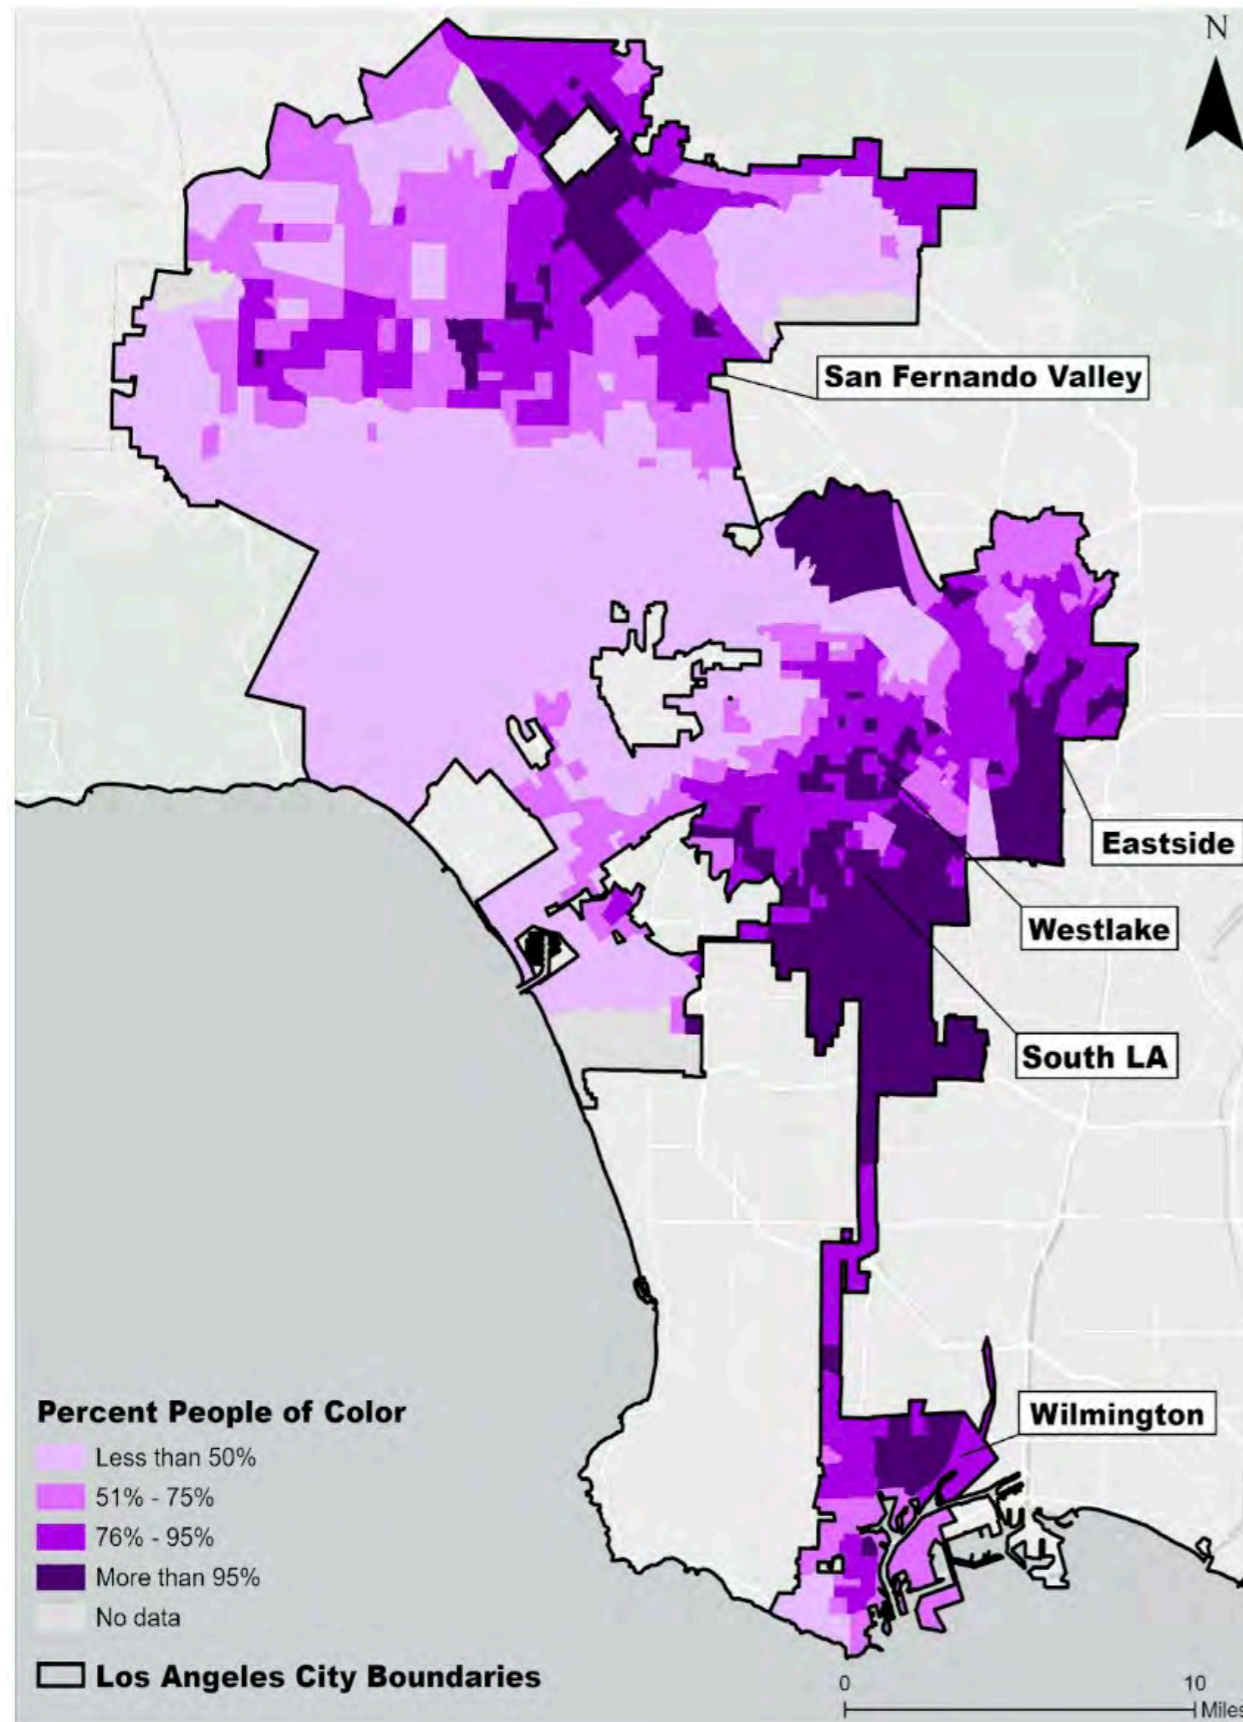 N
San Fernando Valley
Eastside
Westlake
South LA
Wilmington
Percent People of Color
Less than 50%
51% - 75%
76% - 95%
More than 95%
No data
Los Angeles City Boundaries
0 10
Miles